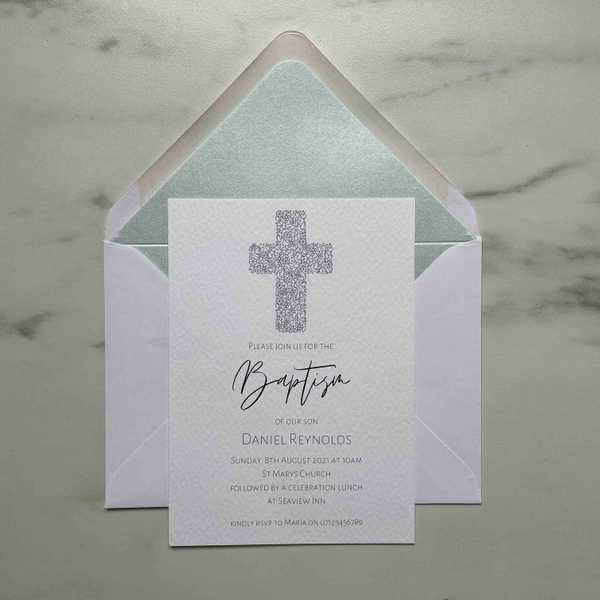 Please join us for the
Baptism
of our son
Daniel Reynolds
Sunday 8th August 2021 at 10am
St Marys Church
followed by a celebration lunch
at Seaview Inn
kindly rsvp to Maria on 07123456789